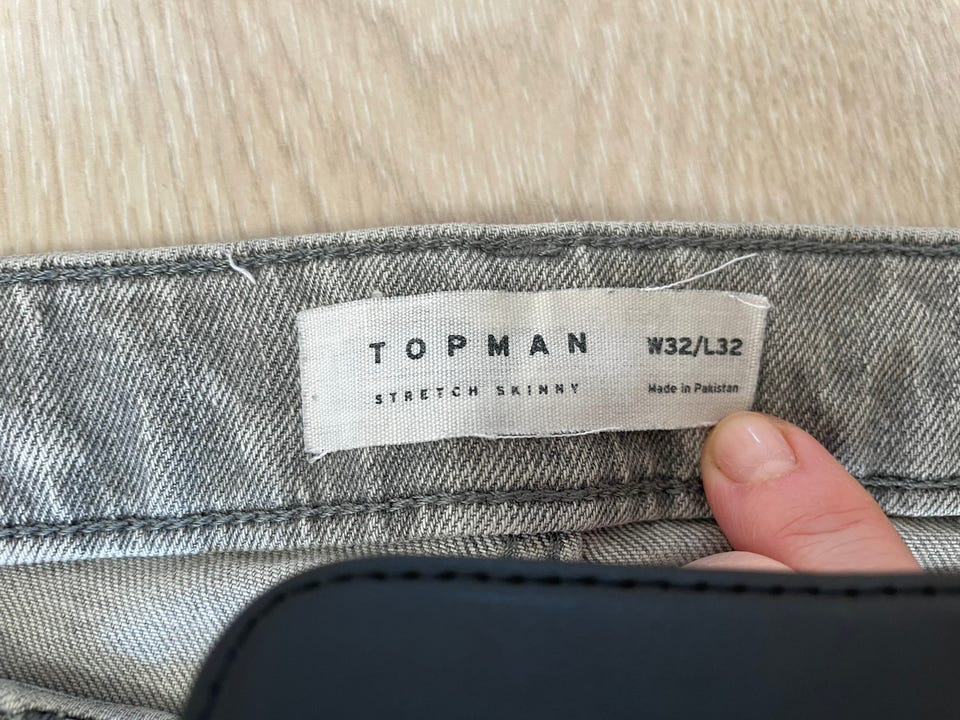 TOPMAN W32/L32
STRETCH SKINNY Made in Pakistan